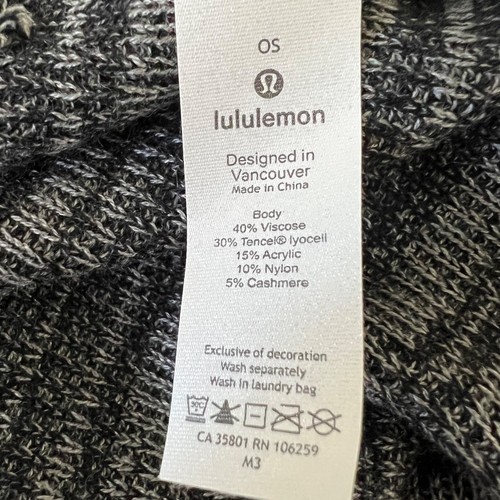 OS
lululemon
Designed in
Vancouver
Made in China
Body
40% Viscose
30% Tencel® lyocell
15% Acrylic
10% Nylon
5% Cashmere
Exclusive of decoration
Wash separately
Wash in laundry bag
30°C
CA 35801 RN 106259
M3